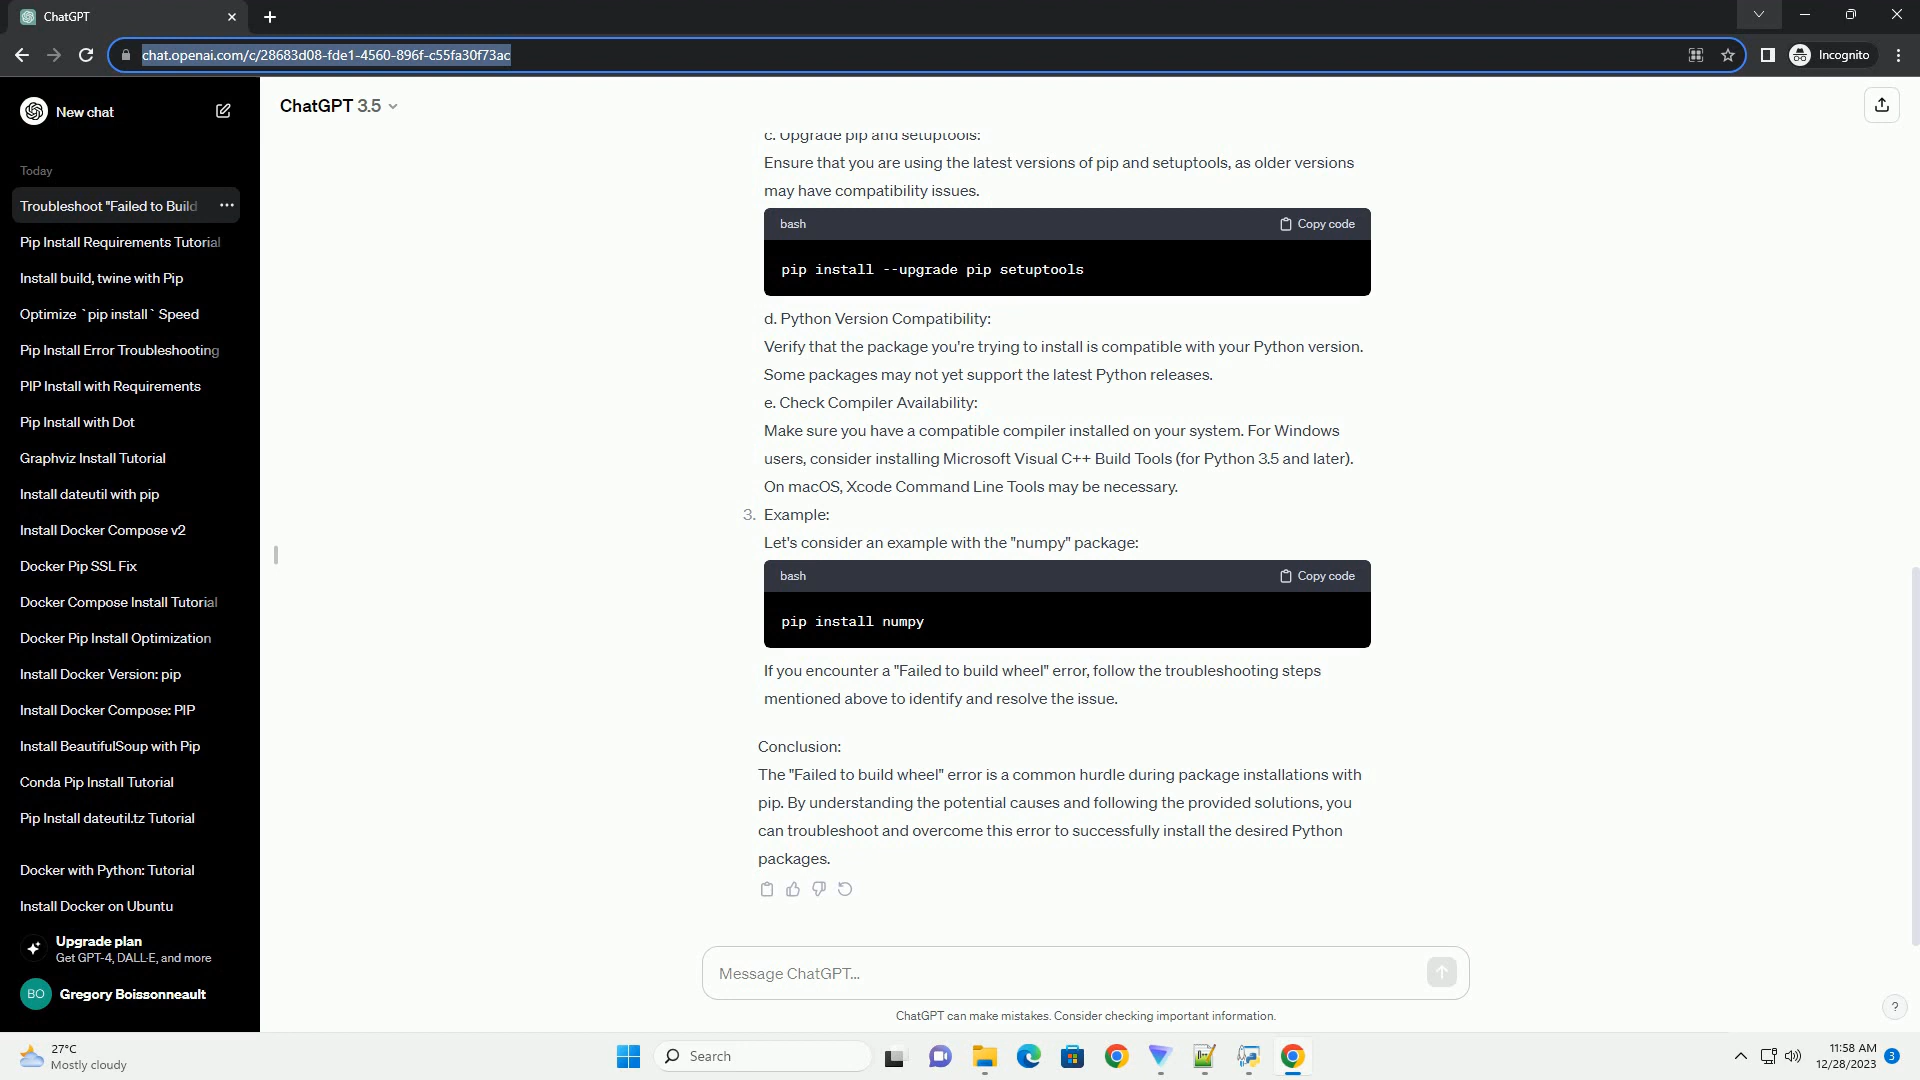 ChatGPT
chat.openai.com/c/28683d08-fde1-4560-896f-c55fa30f73ac
Incognito
New chat
Today
Troubleshoot "Failed to Build
Pip Install Requirements Tutorial
Install build, twine with Pip
Optimize `pip install` Speed
Pip Install Error Troubleshooting
PIP Install with Requirements
Pip Install with Dot
Graphviz Install Tutorial
Install dateutil with pip
Install Docker Compose v2
Docker Pip SSL Fix
Docker Compose Install Tutorial
Docker Pip Install Optimization
Install Docker Version: pip
Install Docker Compose: PIP
Install BeautifulSoup with Pip
Conda Pip Install Tutorial
Pip Install dateutil.tz Tutorial
Docker with Python: Tutorial
Install Docker on Ubuntu
Upgrade plan
Get GPT-4, DALL·E, and more
BO Gregory Boissonneault
ChatGPT 3.5
c. Upgrade pip and setuptools:
Ensure that you are using the latest versions of pip and setuptools, as older versions
may have compatibility issues.
bash Copy code
pip install --upgrade pip setuptools
d. Python Version Compatibility:
Verify that the package you're trying to install is compatible with your Python version.
Some packages may not yet support the latest Python releases.
e. Check Compiler Availability:
Make sure you have a compatible compiler installed on your system. For Windows
users, consider installing Microsoft Visual C++ Build Tools (for Python 3.5 and later).
On macOS, Xcode Command Line Tools may be necessary.
3. Example:
Let's consider an example with the "numpy" package:
bash Copy code
pip install numpy
If you encounter a "Failed to build wheel" error, follow the troubleshooting steps
mentioned above to identify and resolve the issue.
Conclusion:
The "Failed to build wheel" error is a common hurdle during package installations with
pip. By understanding the potential causes and following the provided solutions, you
can troubleshoot and overcome this error to successfully install the desired Python
packages.
Message ChatGPT...
ChatGPT can make mistakes. Consider checking important information.
?
27°C
Mostly cloudy
Search
11:58 AM
12/28/2023
3